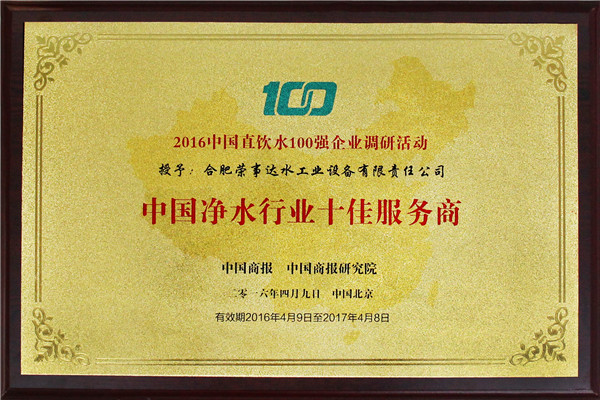 100
2016中国直饮水100强企业调研活动
授予：合肥荣事达水工业设备有限责任公司
中国净水行业十佳服务商
中国商报 中国商报研究院
二零一六年四月九日 中国北京
有效期2016年4月9日至2017年4月8日